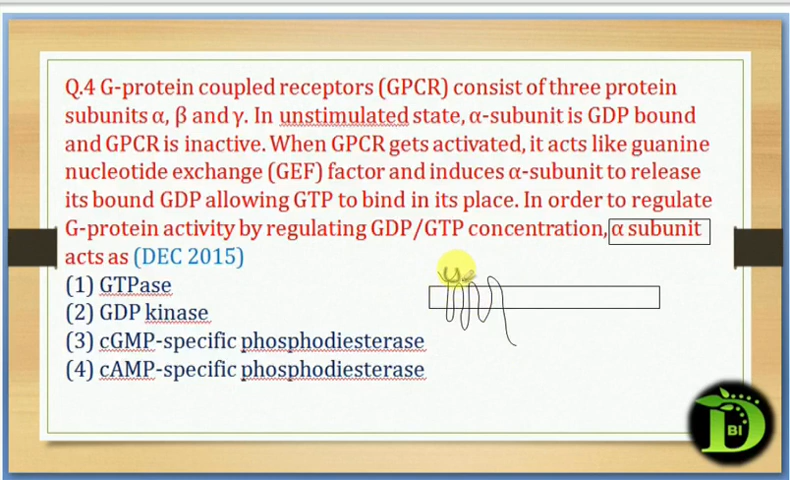 Q.4 G-protein coupled receptors (GPCR) consist of three protein
subunits α, β and γ. In unstimulated state, α-subunit is GDP bound
and GPCR is inactive. When GPCR gets activated, it acts like guanine
nucleotide exchange (GEF) factor and induces α-subunit to release
its bound GDP allowing GTP to bind in its place. In order to regulate
G-protein activity by regulating GDP/GTP concentration, α subunit
acts as (DEC 2015)
(1) GTPase
(2) GDP kinase
(3) cGMP-specific phosphodiesterase
(4) cAMP-specific phosphodiesterase
BI